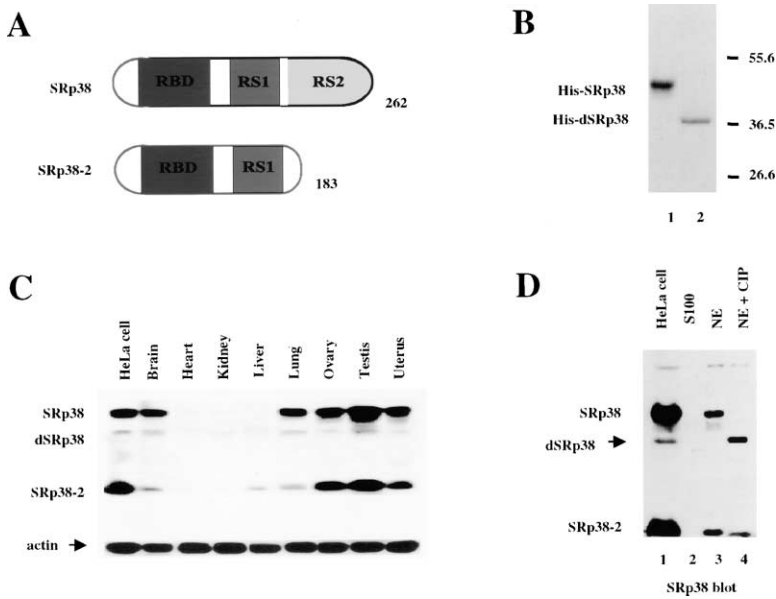 A
SRp38
RBD
RS1
RS2
262
SRp38-2
RBD
RS1
183
B
His-SRp38
His-dSRp38
55.6
36.5
26.6
1 2
C
HeLa cell
Brain
Heart
Kidney
Liver
Lung
Ovary
Testis
Uterus
SRp38
dSRp38
SRp38-2
actin
D
HeLa cell
S100
NE
NE + CIP
SRp38
dSRp38
SRp38-2
1 2 3 4
SRp38 blot